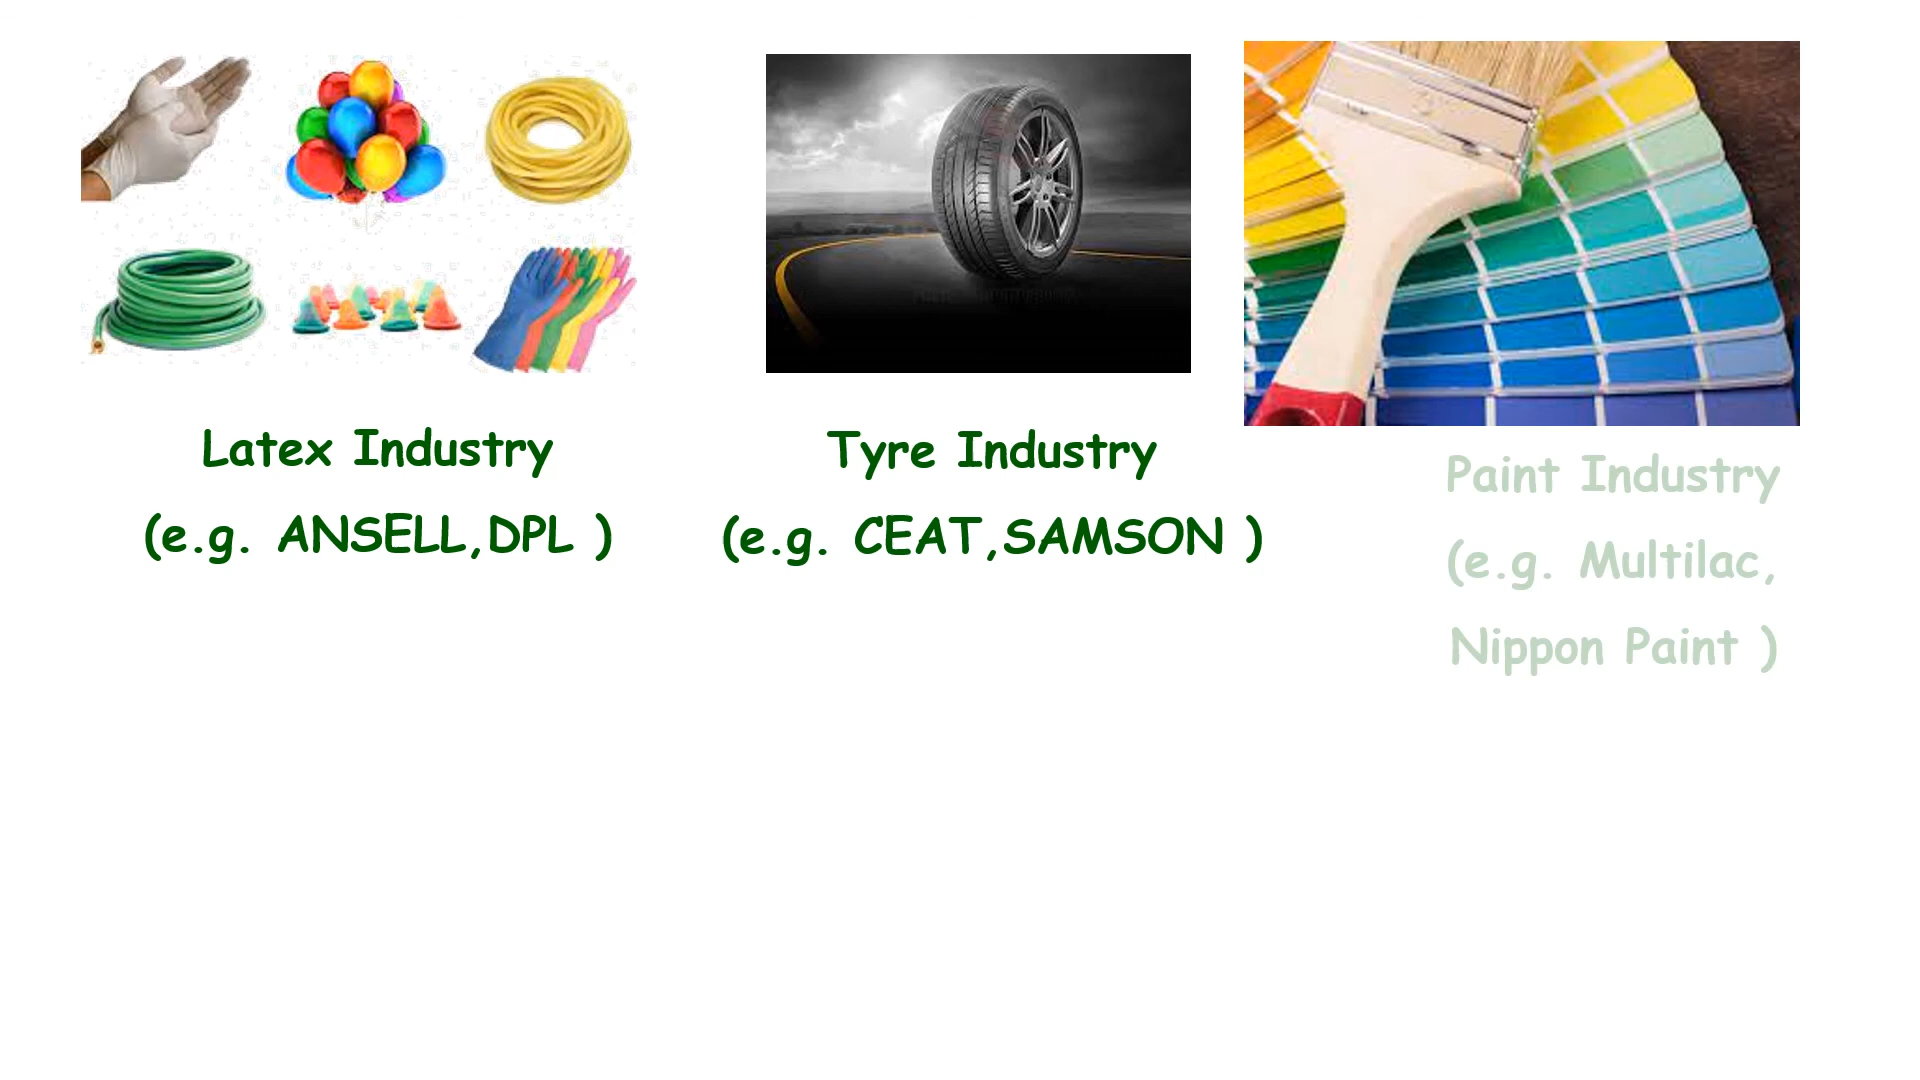 Latex Industry
(e.g. ANSELL,DPL )
Tyre Industry
(e.g. CEAT,SAMSON )
Paint Industry
(e.g. Multilac,
Nippon Paint )